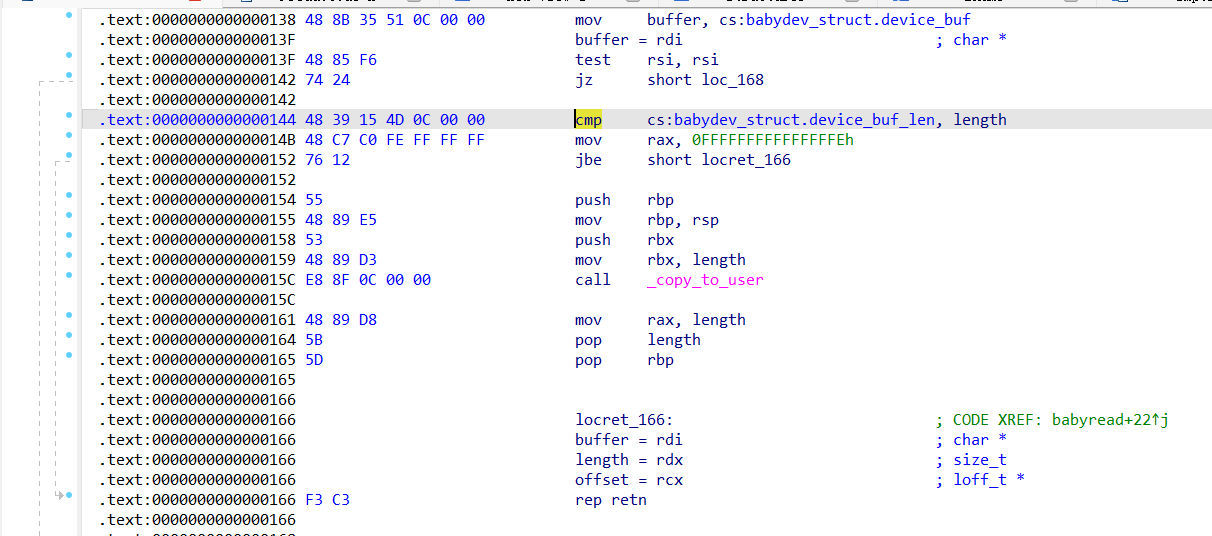 .text:0000000000000138 48 8B 35 51 0C 00 00 mov buffer, cs:babydev_struct.device_buf
.text:000000000000013F buffer = rdi ; char *
.text:000000000000013F 48 85 F6 test rsi, rsi
.text:0000000000000142 74 24 jz short loc_168
.text:0000000000000142
.text:0000000000000144 48 39 15 4D 0C 00 00 cmp cs:babydev_struct.device_buf_len, length
.text:000000000000014B 48 C7 C0 FE FF FF FF mov rax, 0FFFFFFFFFFFFFFFEh
.text:0000000000000152 76 12 jbe short locret_166
.text:0000000000000152
.text:0000000000000154 55 push rbp
.text:0000000000000155 48 89 E5 mov rbp, rsp
.text:0000000000000158 53 push rbx
.text:0000000000000159 48 89 D3 mov rbx, length
.text:000000000000015C E8 8F 0C 00 00 call _copy_to_user
.text:000000000000015C
.text:0000000000000161 48 89 D8 mov rax, length
.text:0000000000000164 5B pop length
.text:0000000000000165 5D pop rbp
.text:0000000000000165
.text:0000000000000166
.text:0000000000000166 locret_166: ; CODE XREF: babyread+22↑j
.text:0000000000000166 buffer = rdi ; char *
.text:0000000000000166 length = rdx ; size_t
.text:0000000000000166 offset = rcx ; loff_t *
.text:0000000000000166 F3 C3 rep retn
.text:0000000000000166